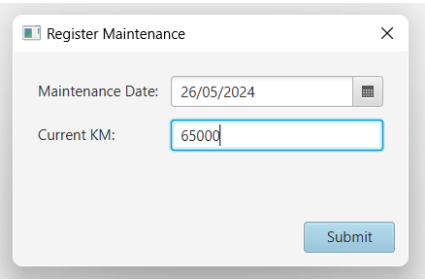 Register Maintenance
Maintenance Date: 26/05/2024
Current KM: 65000
Submit